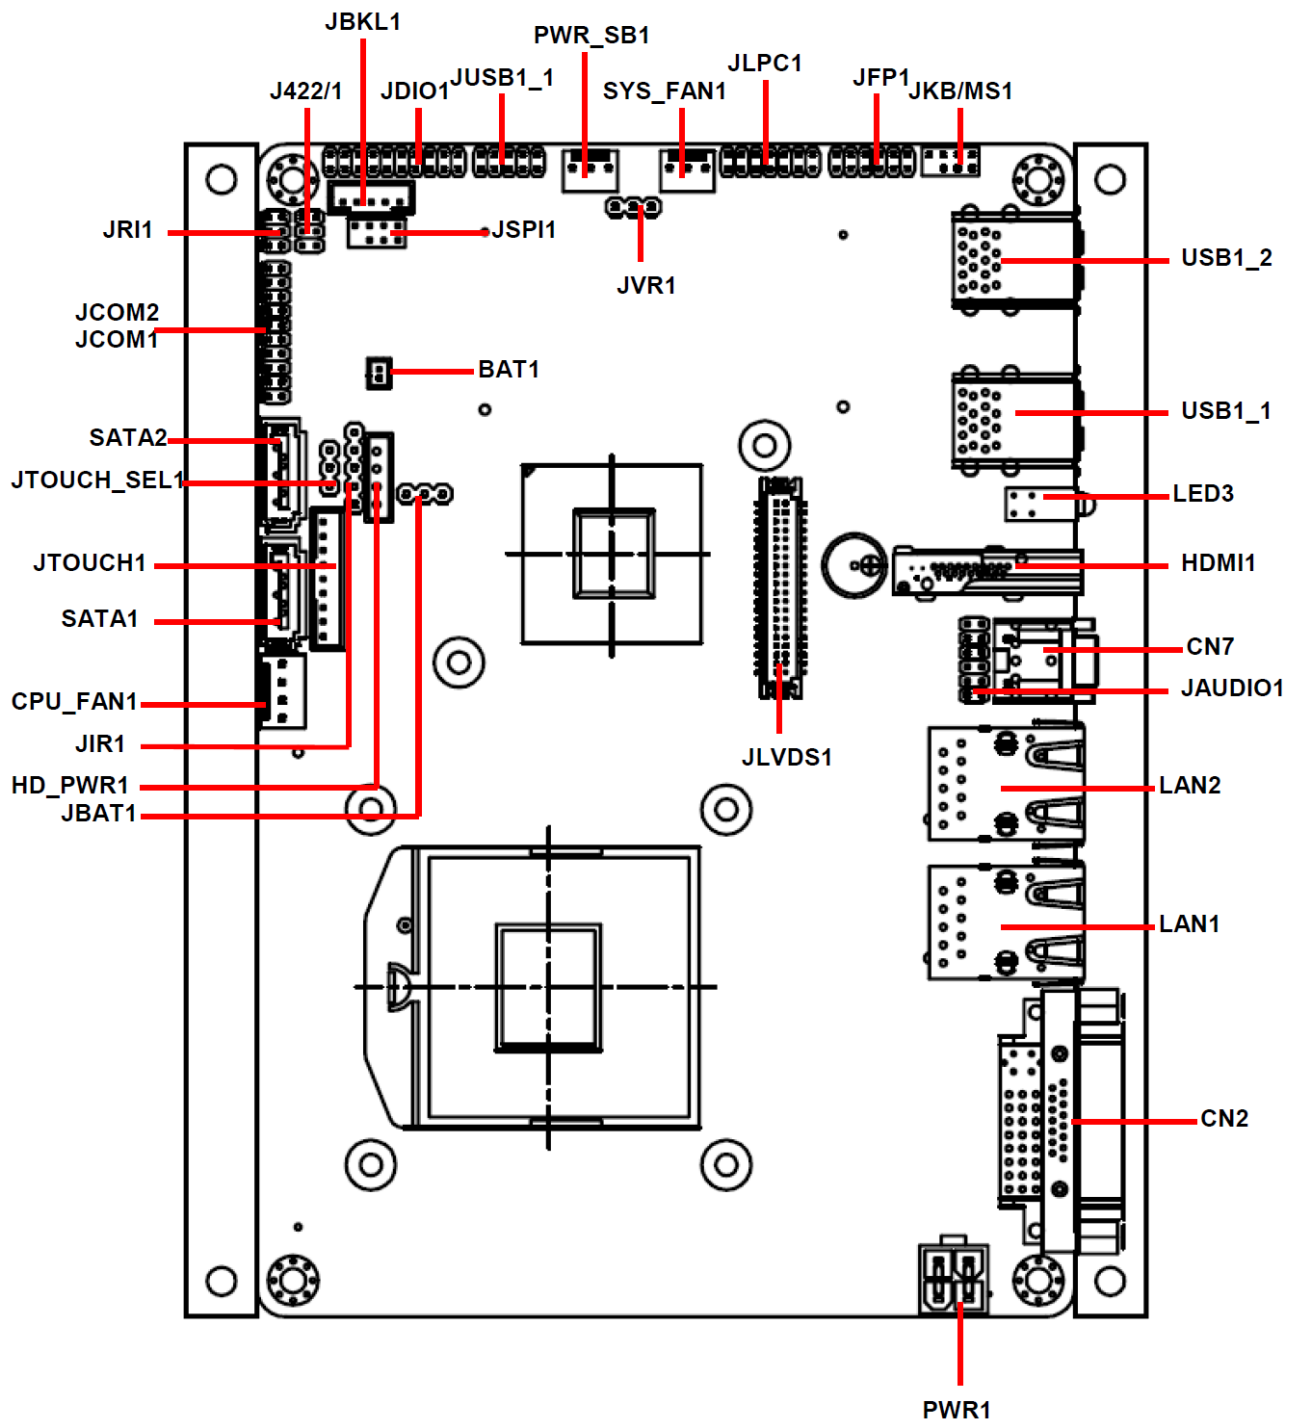 JBKL1
PWR_SB1
JLPC1
JUSB1_1
JFP1
J422/1
JDIO1
SYS_FAN1
JKB/MS1
JRI1
JSPI1
USB1_2
JVR1
JCOM2
JCOM1
BAT1
USB1_1
SATA2
JTOUCH_SEL1
LED3
JTOUCH1
HDMI1
SATA1
CN7
CPU_FAN1
JAUDIO1
JIR1
JLVDS1
HD_PWR1
LAN2
JBAT1
LAN1
CN2
PWR1